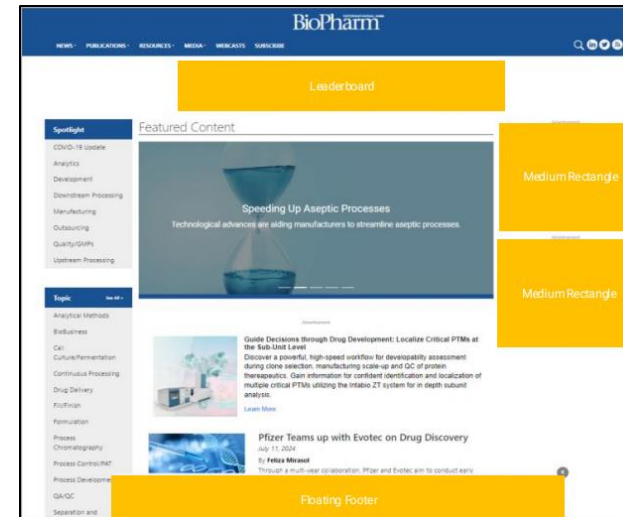 BioPharm
INTERNATIONAL
NEWS PUBLICATIONS RESOURCES MEDIA WEBCASTS SUBSCRIBE
Leaderboard
Spotlight
COVID-19 Update
Analytics
Development
Downstream Processing
Manufacturing
Outsourcing
Quality/GMPs
Upstream Processing
Topic See All >
Analytical Methods
BioBusiness
Cell
Culture/Fermentation
Continuous Processing
Drug Delivery
Fill/Finish
Formulation
Process
Chromatography
Process Control/PAT
Process Developme
QA/QC
Separation and
Featured Content
Speeding Up Aseptic Processes
Technological advances are aiding manufacturers to streamline aseptic processes.
Advertisement
Guide Decisions through Drug Development: Localize Critical PTMs at
the Sub-Unit Level
Discover a powerful, high-speed workflow for developability assessment
during clone selection, manufacturing scale-up and QC of protein
thereapeutics. Gain information for confident identification and localization of
multiple critical PTMs utilizing the Intabio ZT system for in depth subunit
analysis.
Learn More
Pfizer Teams up with Evotec on Drug Discovery
July 11, 2024
By Feliza Mirasol
Through a multi-year collaboration, Pfizer and Evotec aim to conduct early
Advertisement
Medium Rectangle
Advertisement
Medium Rectangle
Floating Footer